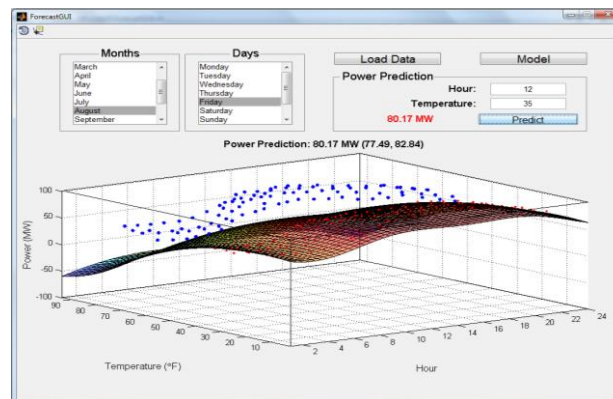 ForecastGUI
Months
March
April
May
June
July
August
September
Days
Monday
Tuesday
Wednesday
Thursday
Friday
Saturday
Sunday
Load Data
Model
Power Prediction
Hour: 12
Temperature: 35
80.17 MW
Predict
Power Prediction: 80.17 MW (77.49, 82.84)
Power (MW)
100
50
0
-50
-100
90
80
70
60
50
40
30
20
10
Temperature (°F)
2
4
6
8
10
12
14
16
18
20
22
24
Hour